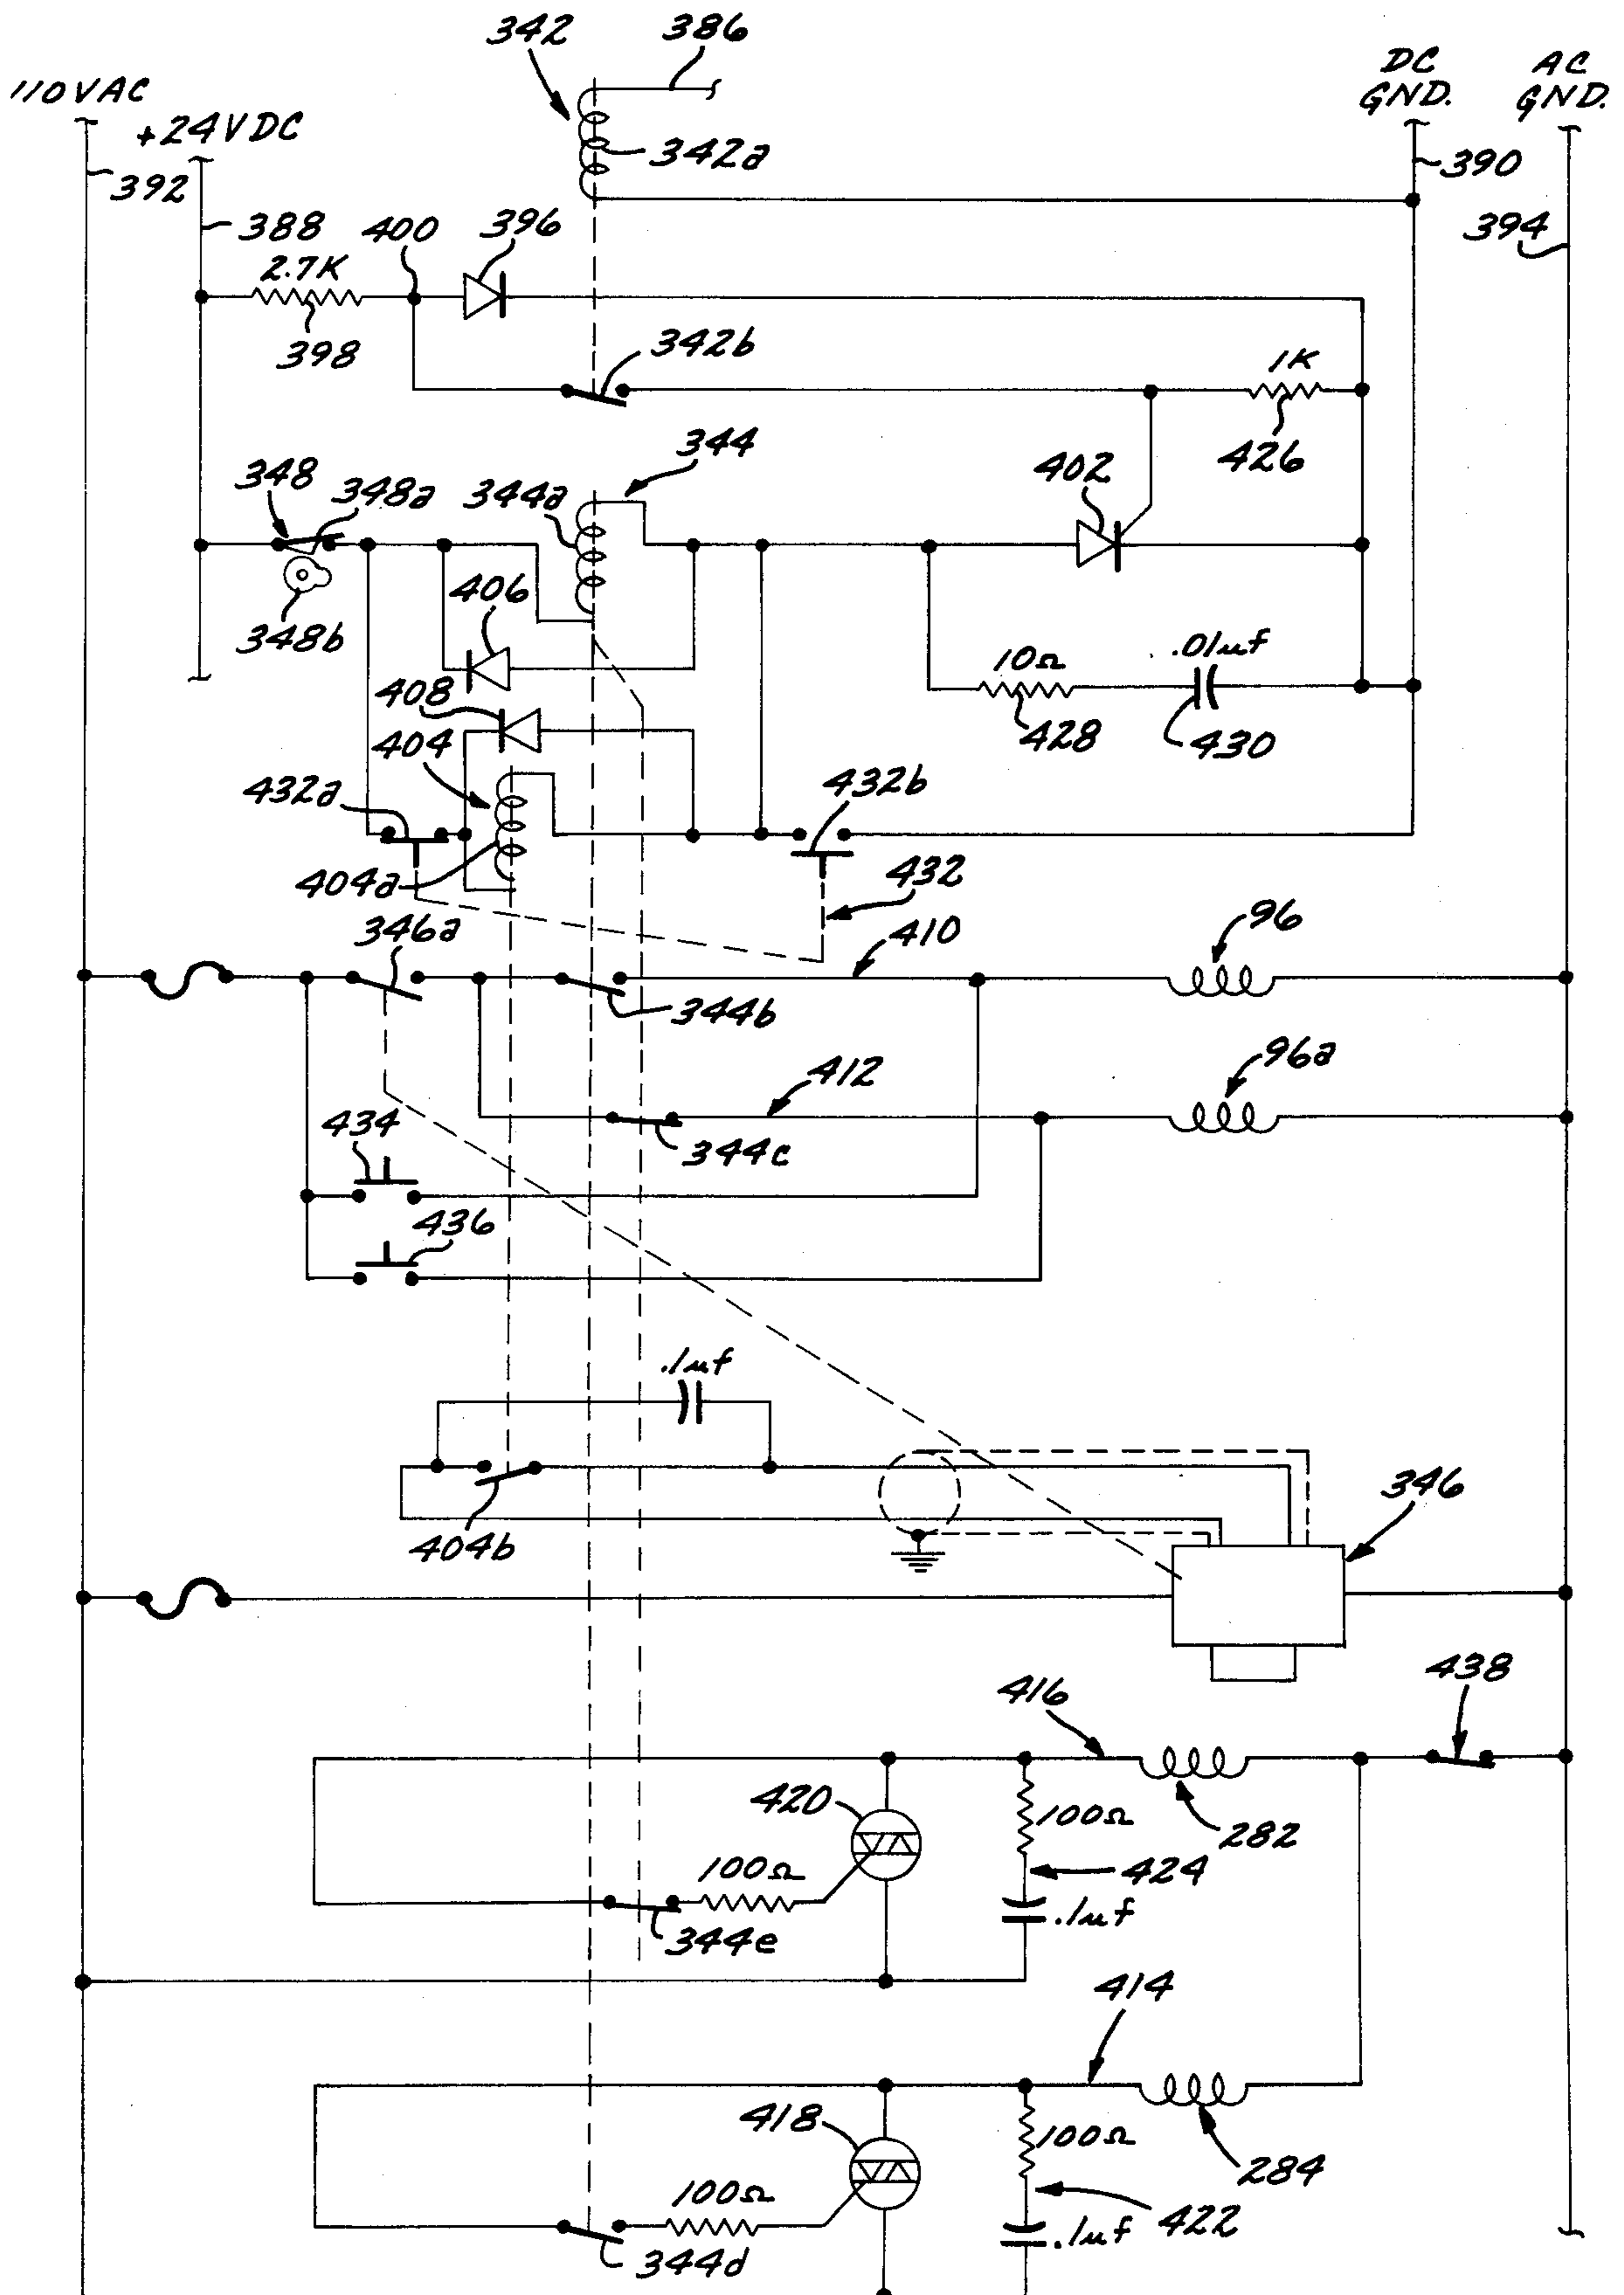 342
386
DC
GND.
AC
GND.
110VAC
+24VDC
392
342a
390
388
400
396
394
2.7K
398
342b
1K
426
348
348a
344a
344
402
348b
406
10Ω
.01uf
408
428
430
404
432a
432b
404a
432
346a
410
96
344b
412
96a
434
344c
436
.1uf
346
404b
438
416
420
100Ω
282
100Ω
424
.1uf
344e
414
418
100Ω
284
100Ω
422
.1uf
344d